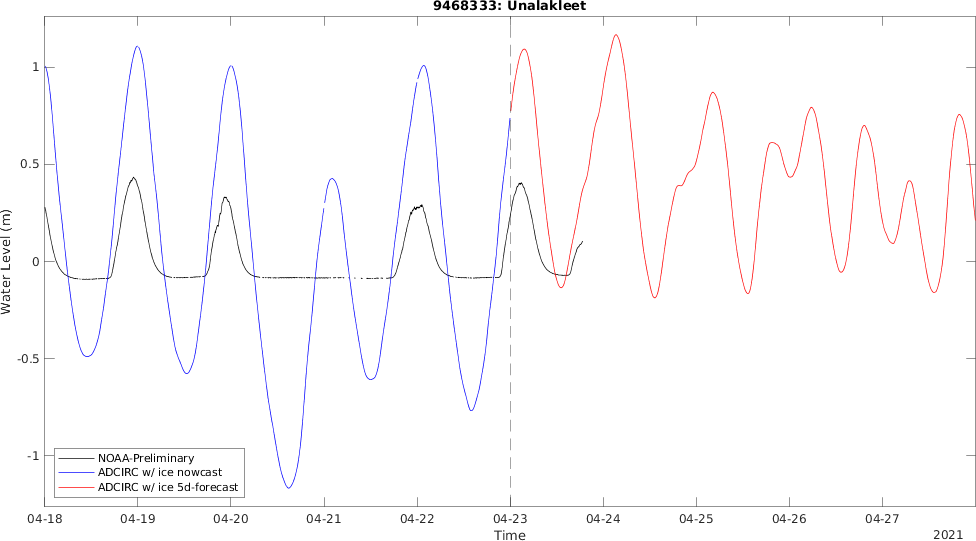 9468333: Unalakleet
Water Level (m)
1
0.5
0
-0.5
-1
NOAA-Preliminary
ADCIRC w/ ice nowcast
ADCIRC w/ ice 5d-forecast
04-18 04-19 04-20 04-21 04-22 04-23 04-24 04-25 04-26 04-27
Time
2021